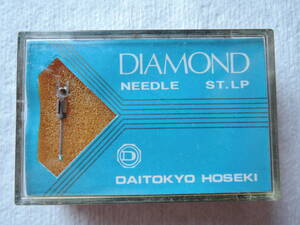 DIAMOND
NEEDLE ST. LP
D
DAITOKYO HOSEKI